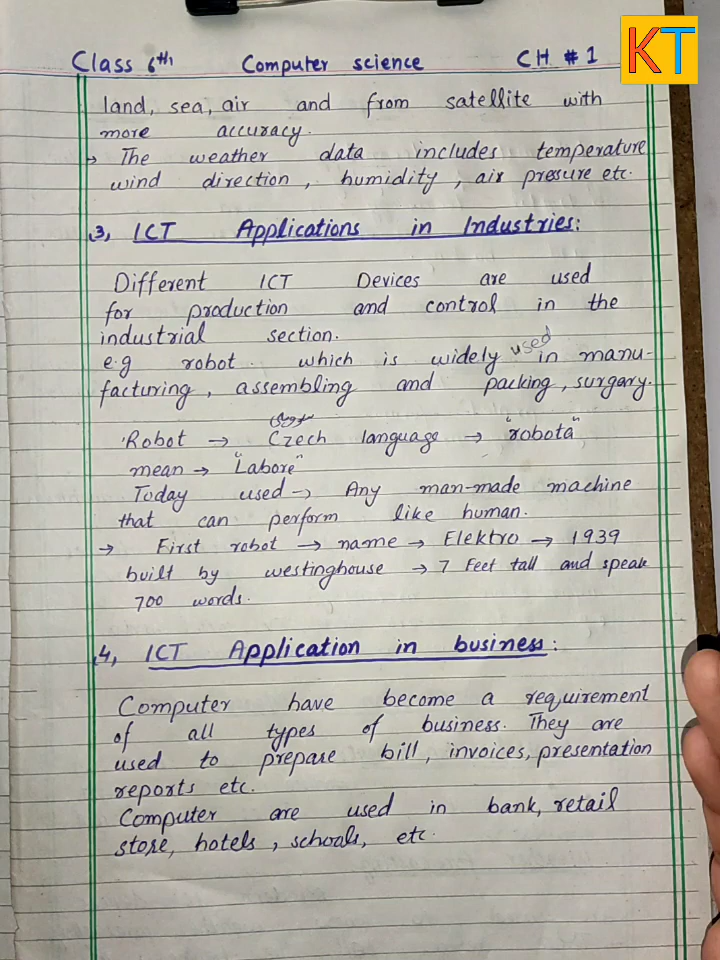 KT
Class 6th Computer science CH # 1
land, sea, air and from satellite with
more accuracy.
→ The weather data includes temperature
wind direction, humidity, air pressure etc.
3, ICT Applications in Industries:
Different ICT Devices are used
for production and control in the
industrial section.
e.g robot. which is widely used in manu-
facturing, assembling and packing, surgary.
Robot → Czech language → "robota"
mean → "Labore"
Today used → Any man-made machine
that can perform like human.
→ First robot → name → Elektro → 1939
built by westinghouse → 7 Feet tall and speak
700 words.
4, ICT Application in business:
Computer have become a requirement
of all types of business. They are
used to prepare bill, invoices, presentation
reports etc.
Computer are used in bank, retail
store, hotels, schools, etc.